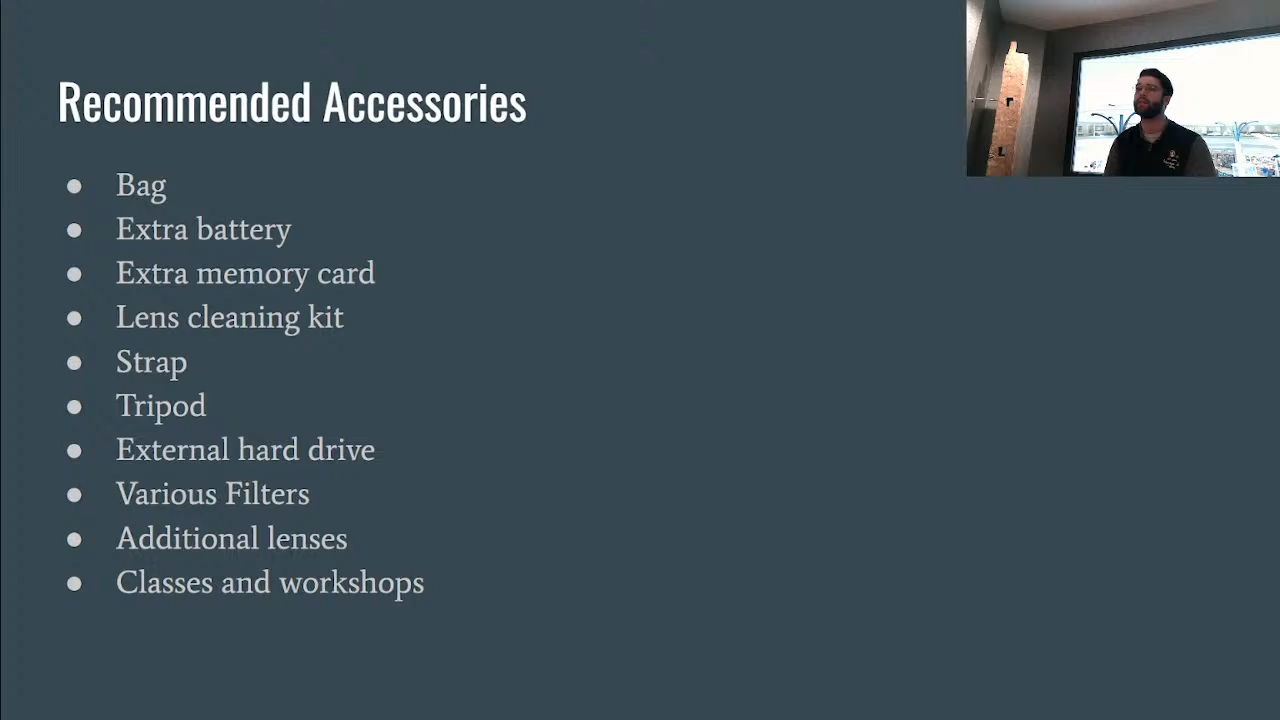 Recommended Accessories
Bag
Extra battery
Extra memory card
Lens cleaning kit
Strap
Tripod
External hard drive
Various Filters
Additional lenses
Classes and workshops